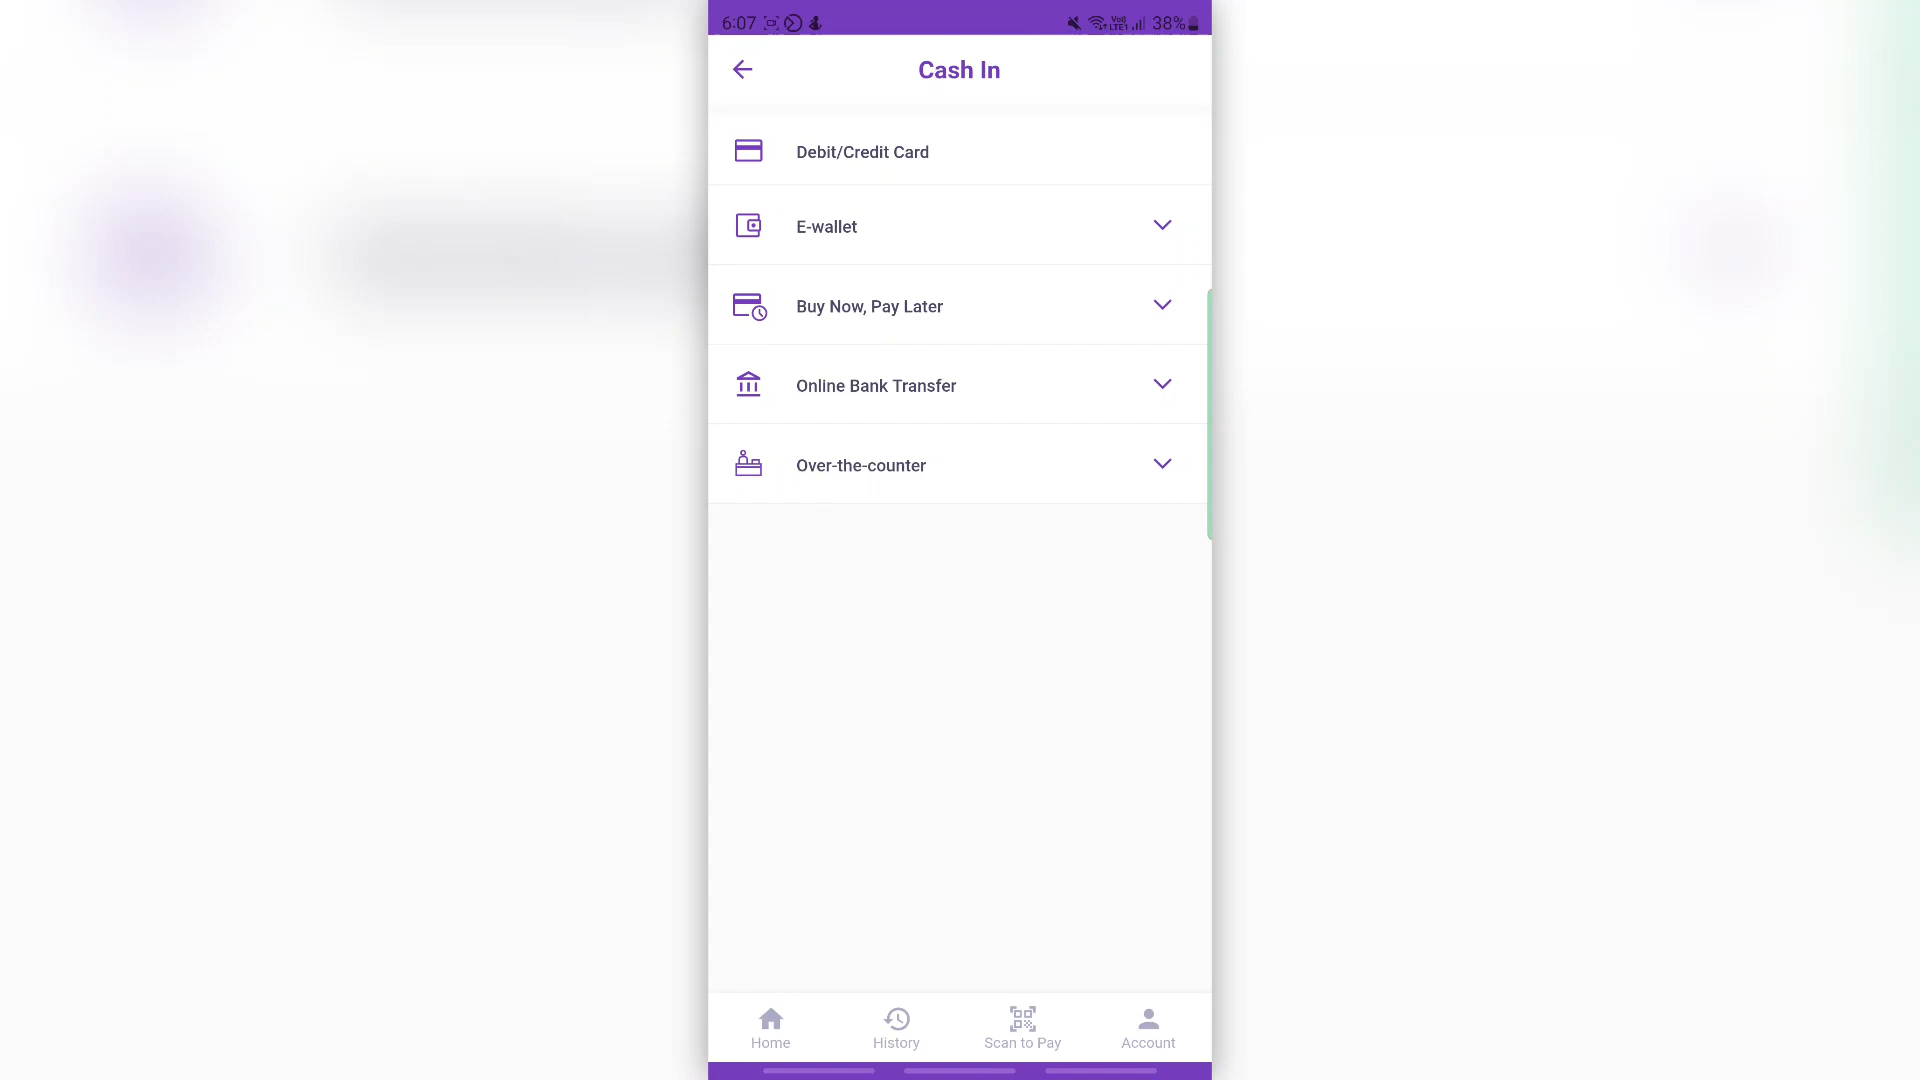 6:07
38%
Cash In
Debit/Credit Card
E-wallet
Buy Now, Pay Later
Online Bank Transfer
Over-the-counter
Home
History
Scan to Pay
Account